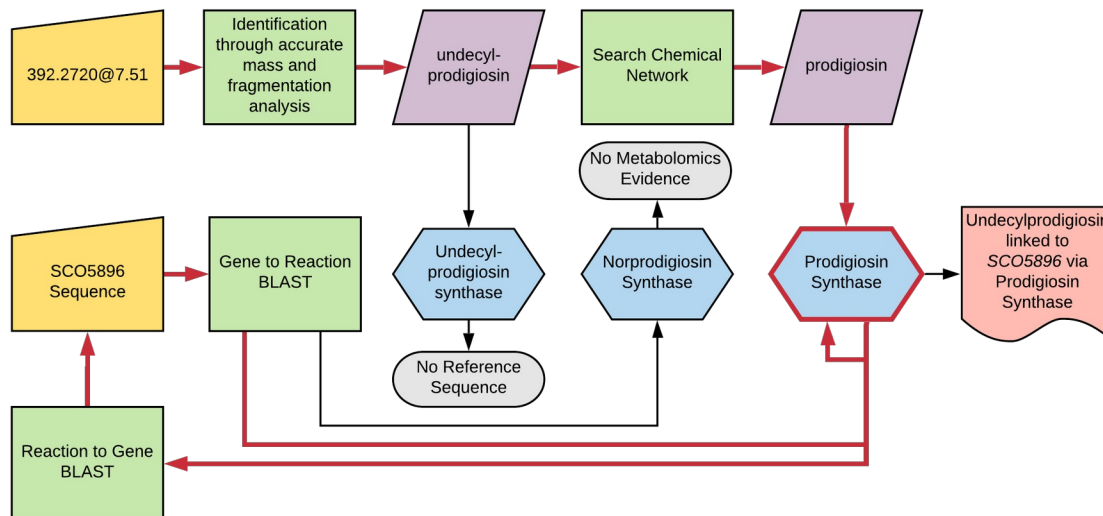 392.2720@7.51
Identification
through accurate
mass and
fragmentation
analysis
undecyl-
prodigiosin
Search Chemical
Network
prodigiosin
No Metabolomics
Evidence
SCO5896
Sequence
Gene to Reaction
BLAST
Undecyl-
prodigiosin
synthase
Norprodigiosin
Synthase
Prodigiosin
Synthase
Undecylprodigiosin
linked to
SCO5896 via
Prodigiosin
Synthase
No Reference
Sequence
Reaction to Gene
BLAST